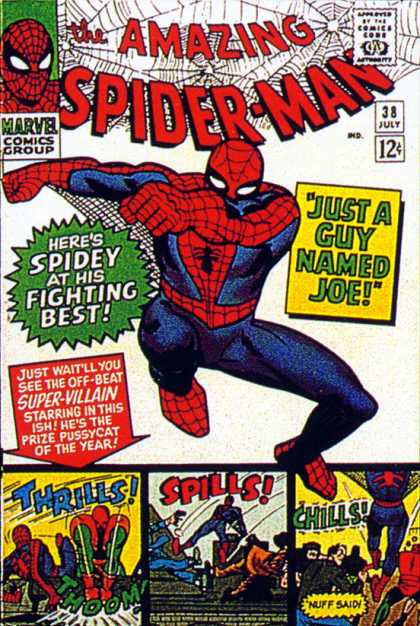 the AMAZING
SPIDER-MAN
APPROVED
BY THE
COMICS
CODE
AUTHORITY
MARVEL
COMICS
GROUP
IND.
38
JULY
12¢
"JUST A
GUY
NAMED
JOE!"
HERE'S
SPIDEY
AT HIS
FIGHTING
BEST!
JUST WAIT'LL YOU
SEE THE OFF-BEAT
SUPER-VILLAIN
STARRING IN THIS
ISH! HE'S THE
PRIZE PUSSYCAT
OF THE YEAR!
THRILLS!
THOOM!
SPILLS!
CHILLS!
'NUFF SAID!